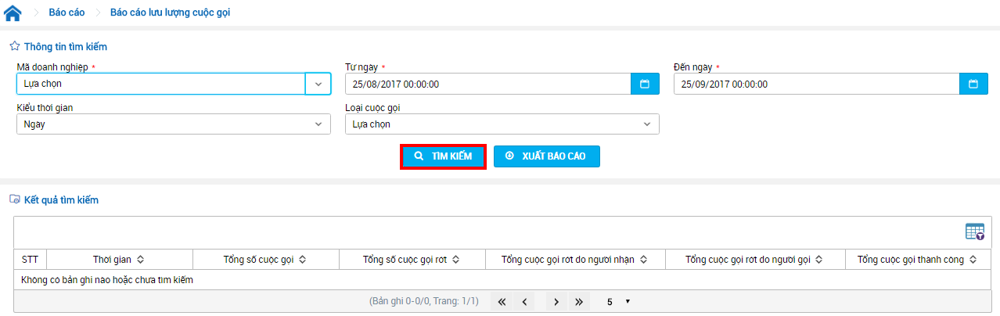 Báo cáo Báo cáo lưu lượng cuộc gọi
Thông tin tìm kiếm
Mã doanh nghiệp * Từ ngày * Đến ngày *
Lựa chọn 25/08/2017 00:00:00 25/09/2017 00:00:00
Kiểu thời gian Loại cuộc gọi
Ngày Lựa chọn
TÌM KIẾM XUẤT BÁO CÁO
Kết quả tìm kiếm
STT Thời gian Tổng số cuộc gọi Tổng số cuộc gọi rớt Tổng cuộc gọi rớt do người nhận Tổng cuộc gọi rớt do người gọi Tổng cuộc gọi thành công
Không có bản ghi nào hoặc chưa tìm kiếm
(Bản ghi 0-0/0, Trang: 1/1) 5